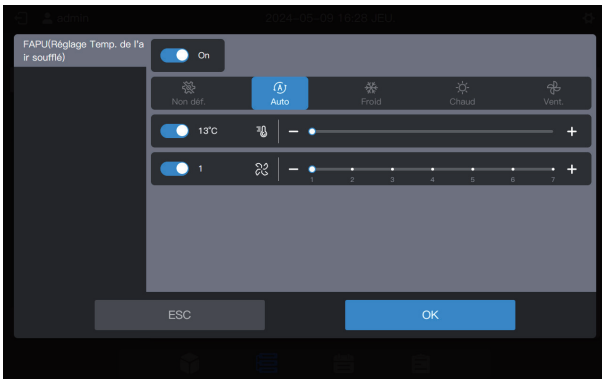 admin
2024-05-09 16:28 JEU
FAPU(Réglage Temp. de l'a
ir soufflé)
On
Non déf.
Auto
Froid
Chaud
Vent.
13°C
− +
1
− +
1 2 3 4 5 6 7
ESC
OK